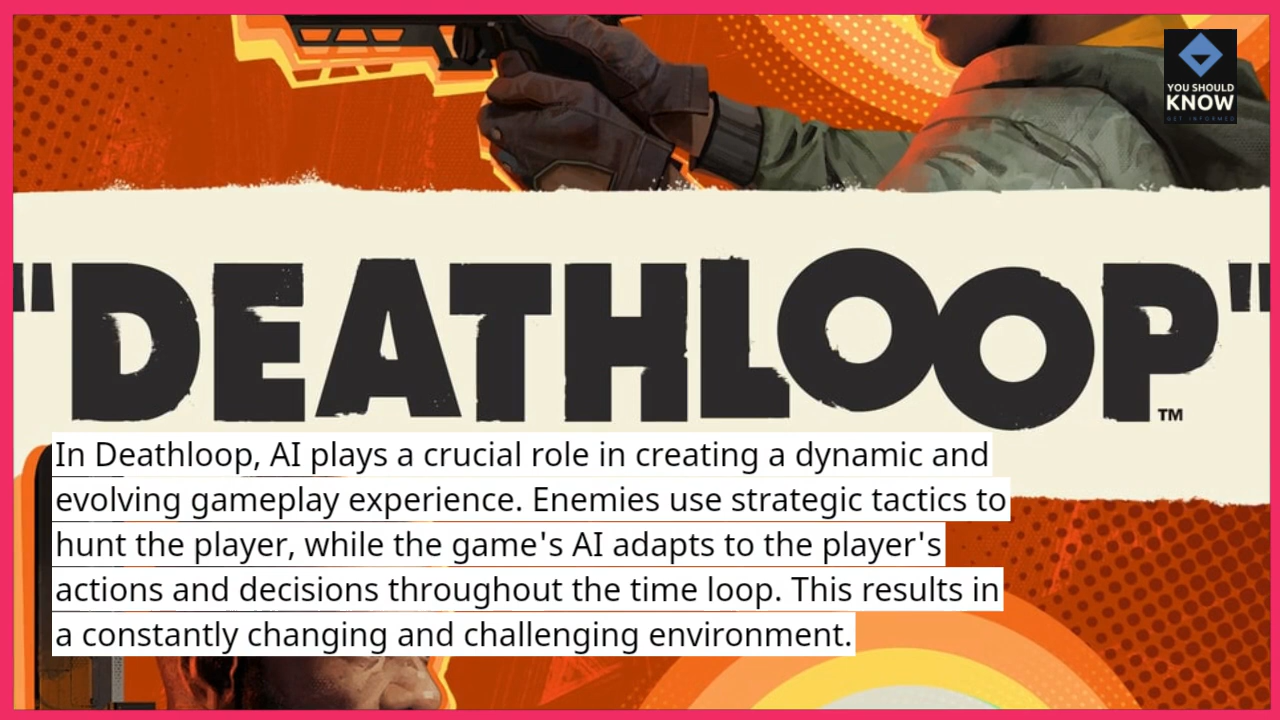 YOU SHOULD
KNOW
GET INFORMED
"DEATHLOOP"
TM
In Deathloop, AI plays a crucial role in creating a dynamic and
evolving gameplay experience. Enemies use strategic tactics to
hunt the player, while the game's AI adapts to the player's
actions and decisions throughout the time loop. This results in
a constantly changing and challenging environment.